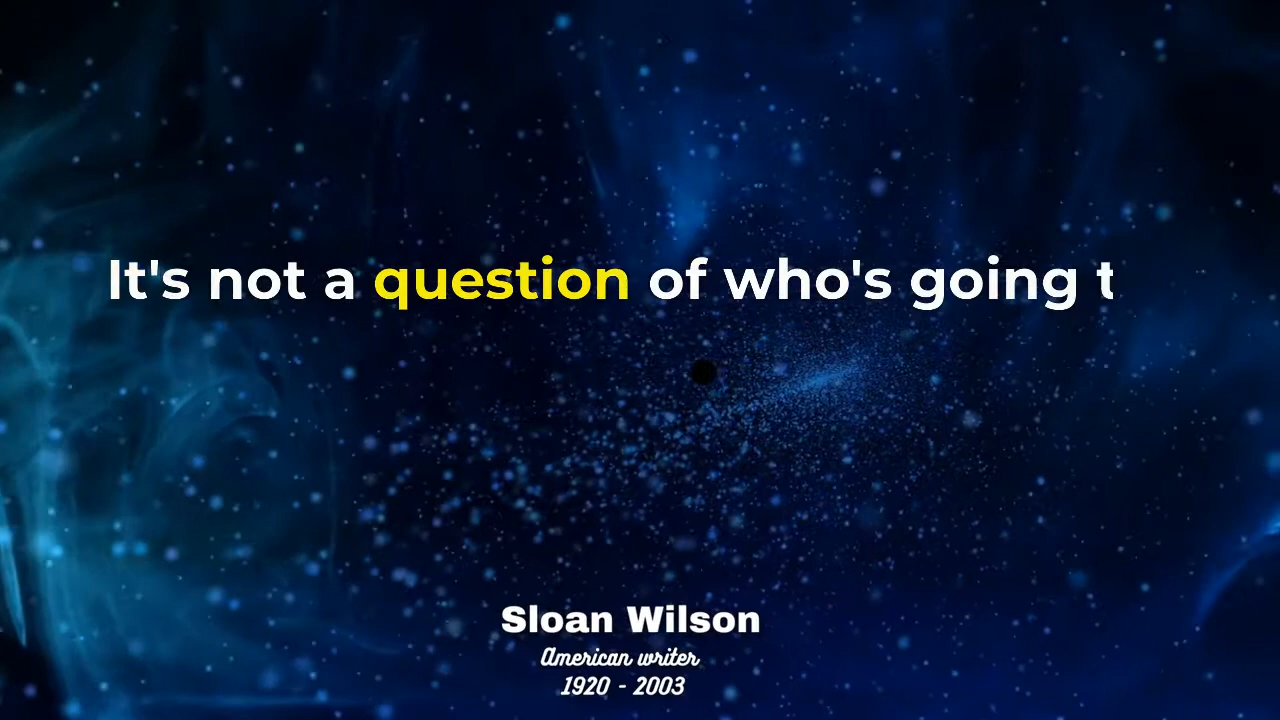 It's not a question of who's going t
Sloan Wilson
American writer
1920 - 2003